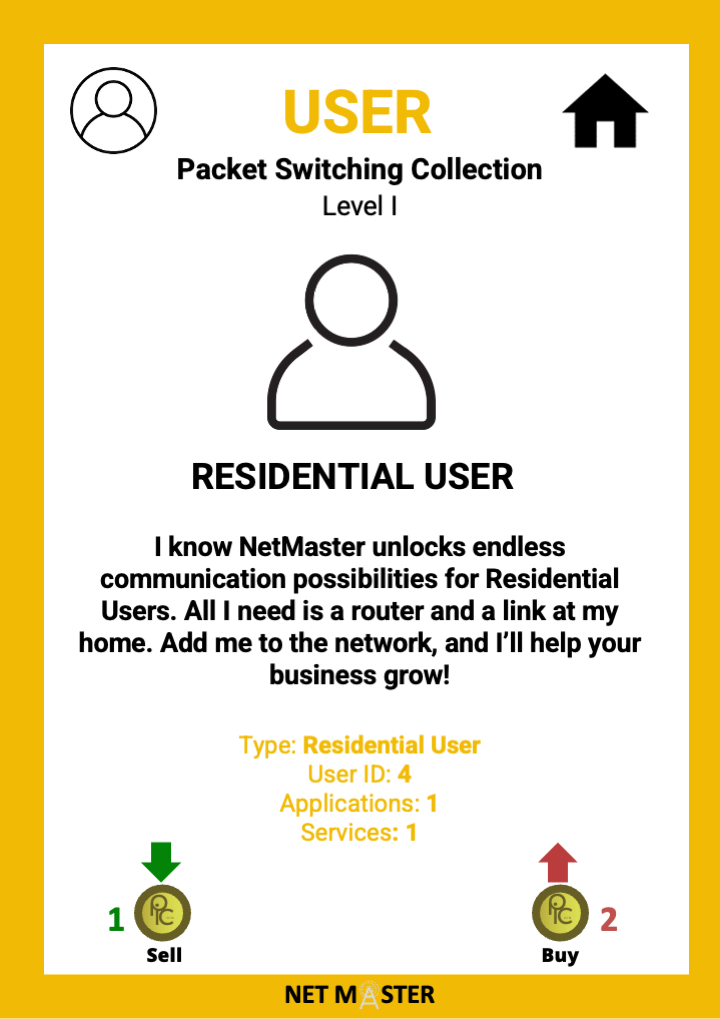 USER
Packet Switching Collection
Level I
RESIDENTIAL USER
I know NetMaster unlocks endless
communication possibilities for Residential
Users. All I need is a router and a link at my
home. Add me to the network, and I’ll help your
business grow!
Type: Residential User
User ID: 4
Applications: 1
Services: 1
1
2
Sell
Buy
NET MASTER